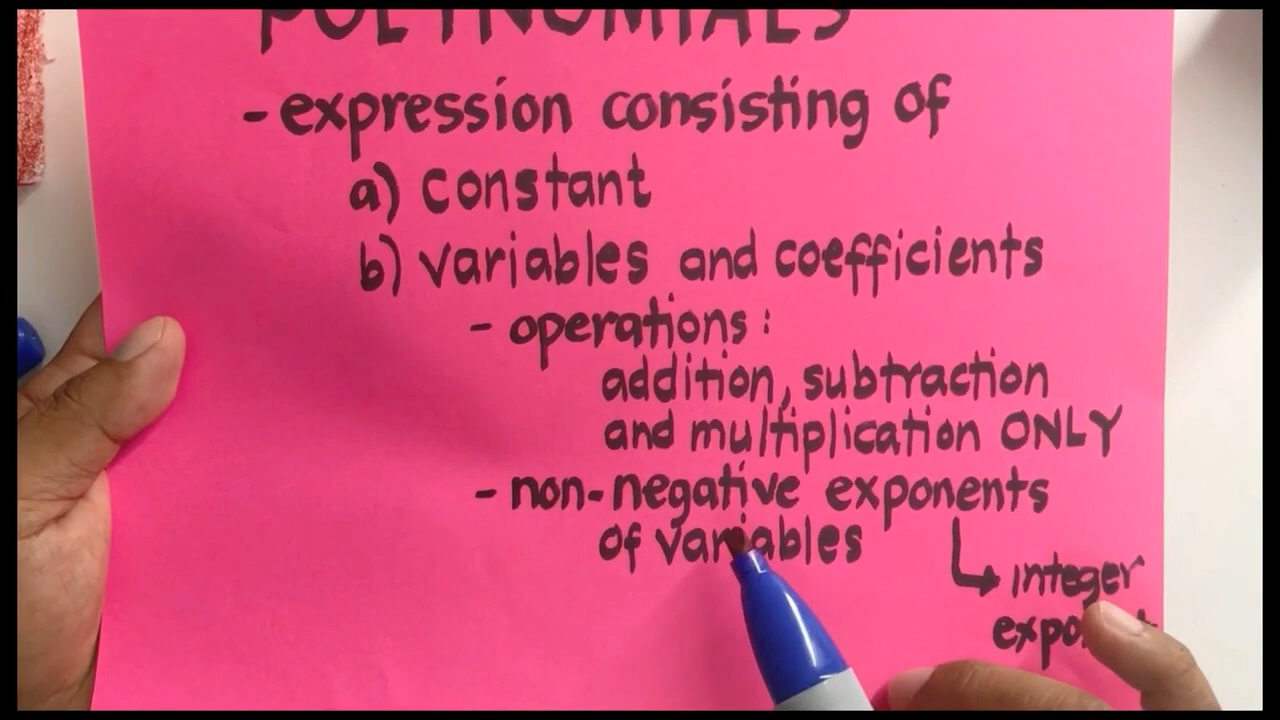 POLYNOMIALS
- expression consisting of
a) constant
b) variables and coefficients
- operations:
addition, subtraction
and multiplication ONLY
- non-negative exponents
of variables
↳ integer